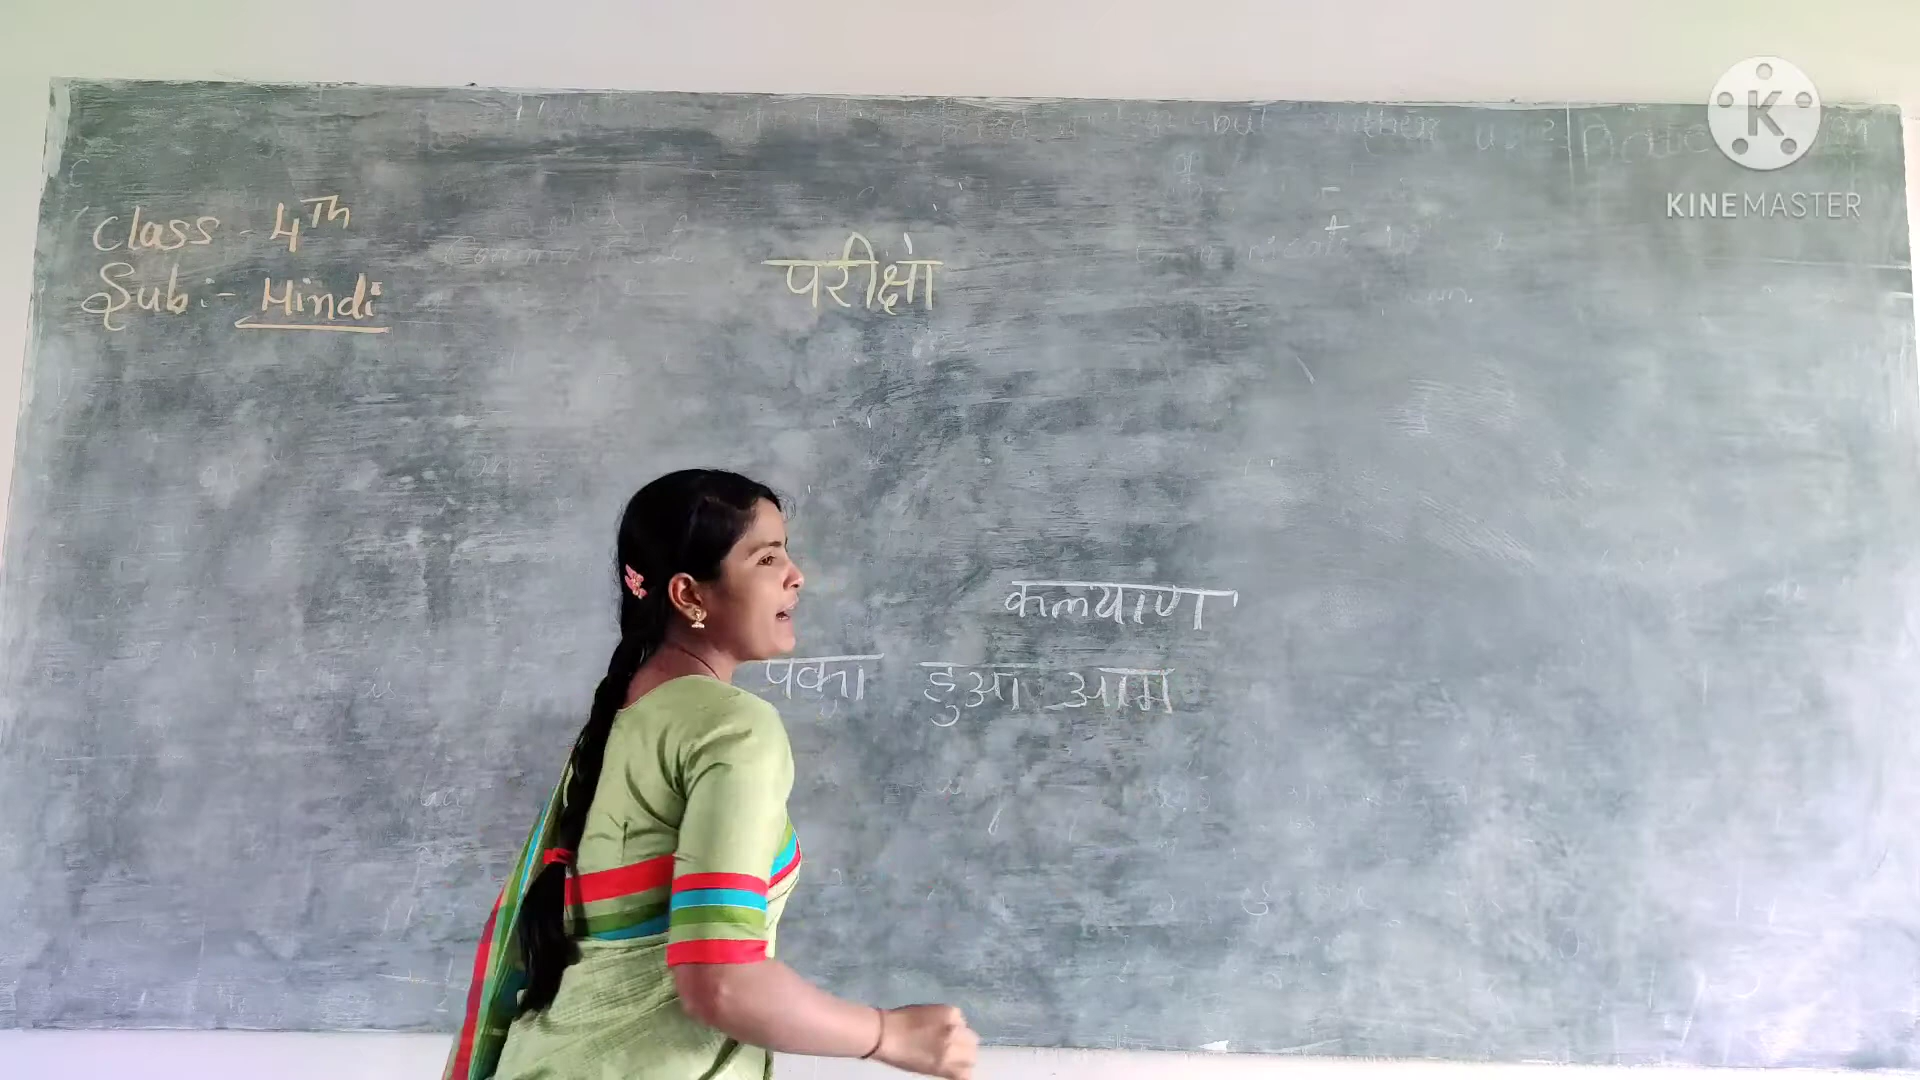 Class - 4Th
Sub :- Hindi
परीक्षा
कल्याण
पका हुआ आम
KINEMASTER